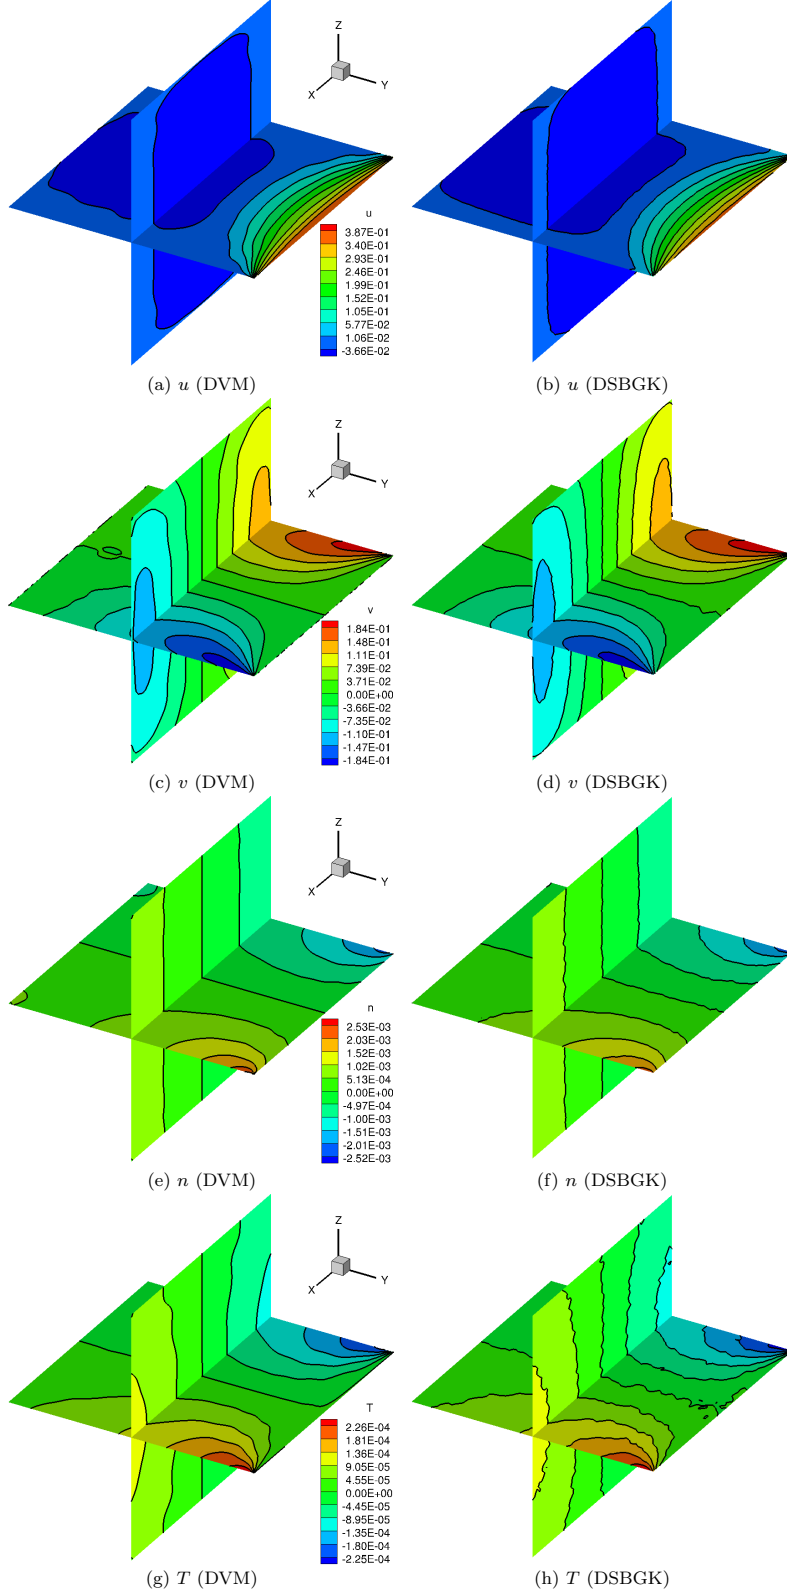 Z
X
Y
u
3.87E-01
3.40E-01
2.93E-01
2.46E-01
1.99E-01
1.52E-01
1.05E-01
5.77E-02
1.06E-02
-3.66E-02
(a) u (DVM)
(b) u (DSBGK)
Z
X
Y
v
1.84E-01
1.48E-01
1.11E-01
7.39E-02
3.71E-02
0.00E+00
-3.66E-02
-7.35E-02
-1.10E-01
-1.47E-01
-1.84E-01
(c) v (DVM)
(d) v (DSBGK)
Z
X
Y
n
2.53E-03
2.03E-03
1.52E-03
1.02E-03
5.13E-04
0.00E+00
-4.97E-04
-1.00E-03
-1.51E-03
-2.01E-03
-2.52E-03
(e) n (DVM)
(f) n (DSBGK)
Z
X
Y
T
2.26E-04
1.81E-04
1.36E-04
9.05E-05
4.55E-05
0.00E+00
-4.45E-05
-8.95E-05
-1.35E-04
-1.80E-04
-2.25E-04
(g) T (DVM)
(h) T (DSBGK)